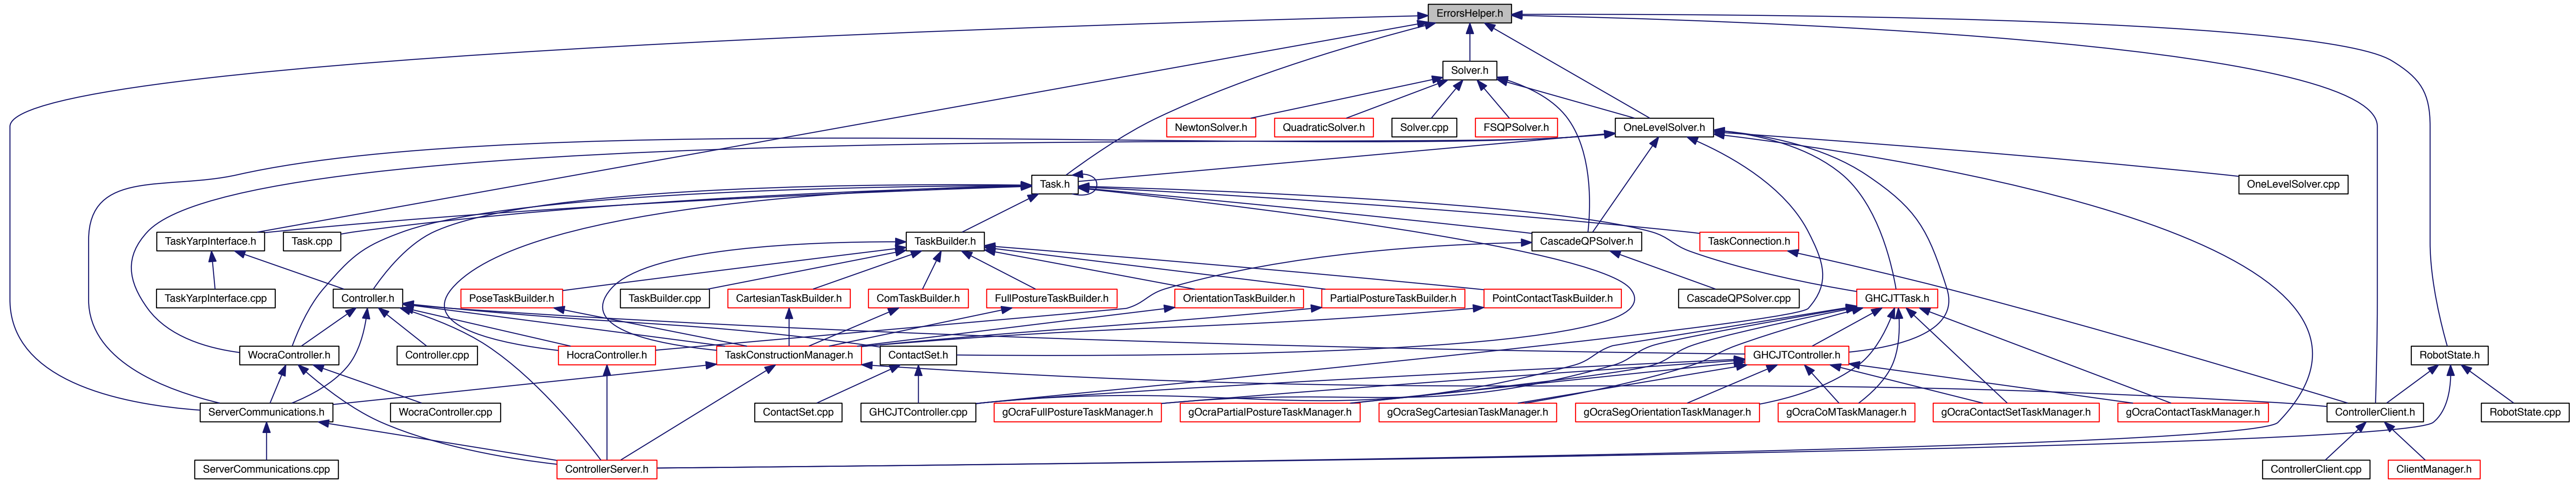 ErrorsHelper.h
Solver.h
NewtonSolver.h
QuadraticSolver.h
Solver.cpp
FSQPSolver.h
OneLevelSolver.h
Task.h
OneLevelSolver.cpp
TaskYarpInterface.h
Task.cpp
TaskBuilder.h
CascadeQPSolver.h
TaskConnection.h
TaskYarpInterface.cpp
Controller.h
PoseTaskBuilder.h
TaskBuilder.cpp
CartesianTaskBuilder.h
ComTaskBuilder.h
FullPostureTaskBuilder.h
OrientationTaskBuilder.h
PartialPostureTaskBuilder.h
PointContactTaskBuilder.h
CascadeQPSolver.cpp
GHCJTTask.h
WocraController.h
Controller.cpp
HocraController.h
TaskConstructionManager.h
ContactSet.h
GHCJTController.h
RobotState.h
ServerCommunications.h
WocraController.cpp
ContactSet.cpp
GHCJTController.cpp
gOcraFullPostureTaskManager.h
gOcraPartialPostureTaskManager.h
gOcraSegCartesianTaskManager.h
gOcraSegOrientationTaskManager.h
gOcraCoMTaskManager.h
gOcraContactSetTaskManager.h
gOcraContactTaskManager.h
ControllerClient.h
RobotState.cpp
ServerCommunications.cpp
ControllerServer.h
ControllerClient.cpp
ClientManager.h